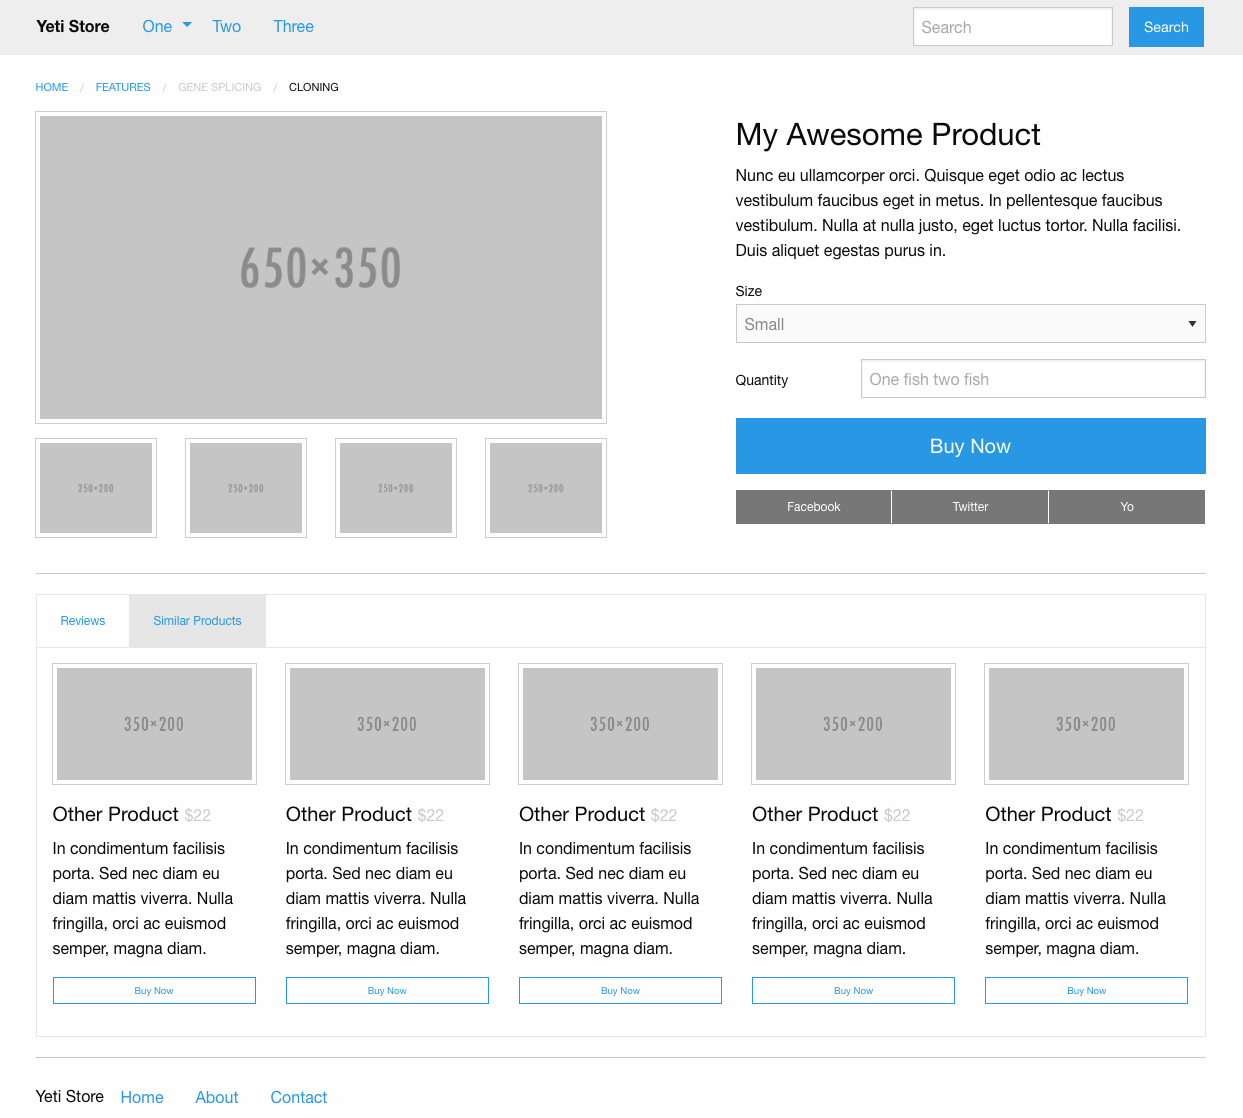 Yeti Store One Two Three Search Search
HOME / FEATURES / GENE SPLICING / CLONING
650×350
250×200 250×200 250×200 250×200
My Awesome Product
Nunc eu ullamcorper orci. Quisque eget odio ac lectus
vestibulum faucibus eget in metus. In pellentesque faucibus
vestibulum. Nulla at nulla justo, eget luctus tortor. Nulla facilisi.
Duis aliquet egestas purus in.
Size
Small
Quantity One fish two fish
Buy Now
Facebook Twitter Yo
Reviews Similar Products
350×200
Other Product $22
In condimentum facilisis
porta. Sed nec diam eu
diam mattis viverra. Nulla
fringilla, orci ac euismod
semper, magna diam.
Buy Now
350×200
Other Product $22
In condimentum facilisis
porta. Sed nec diam eu
diam mattis viverra. Nulla
fringilla, orci ac euismod
semper, magna diam.
Buy Now
350×200
Other Product $22
In condimentum facilisis
porta. Sed nec diam eu
diam mattis viverra. Nulla
fringilla, orci ac euismod
semper, magna diam.
Buy Now
350×200
Other Product $22
In condimentum facilisis
porta. Sed nec diam eu
diam mattis viverra. Nulla
fringilla, orci ac euismod
semper, magna diam.
Buy Now
350×200
Other Product $22
In condimentum facilisis
porta. Sed nec diam eu
diam mattis viverra. Nulla
fringilla, orci ac euismod
semper, magna diam.
Buy Now
Yeti Store Home About Contact